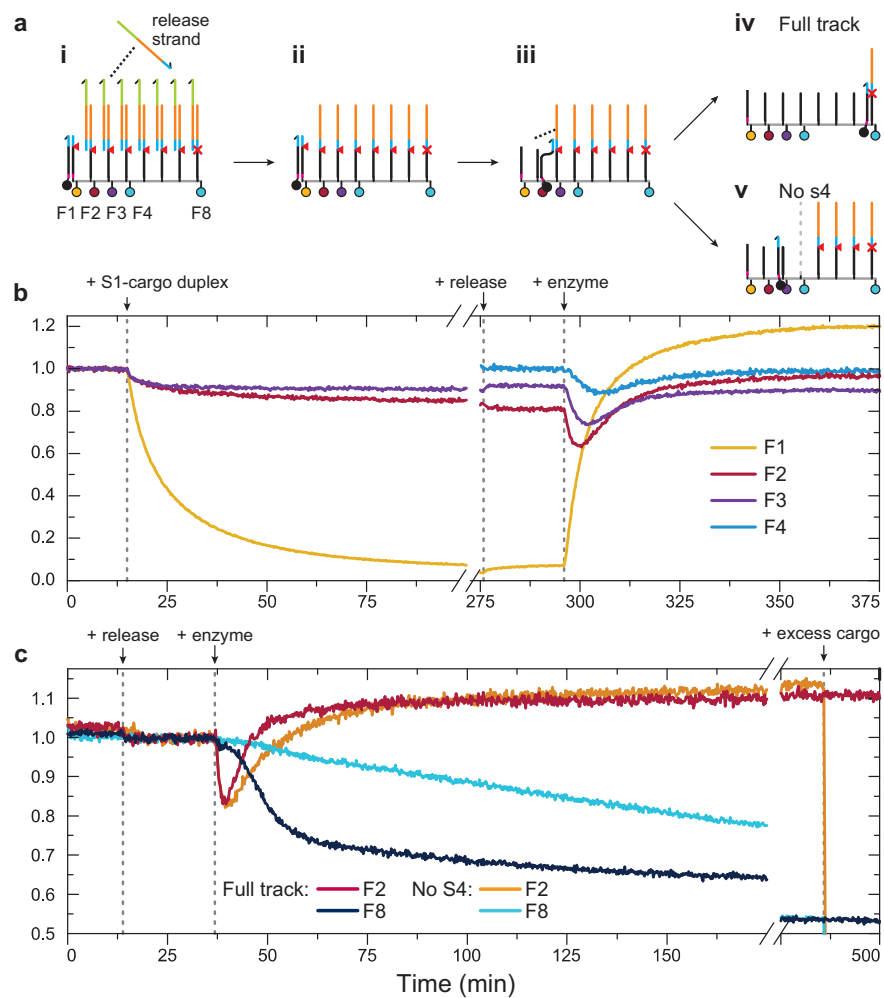 a
release
strand
i
ii
iii
iv Full track
v No s4
F1 F2 F3 F4 F8
b
+ S1-cargo duplex
+ release
+ enzyme
1.2
1.0
0.8
0.6
0.4
0.2
0.0
F1
F2
F3
F4
0 25 50 75 275 300 325 350 375
c
+ release
+ enzyme
+ excess cargo
1.1
1.0
0.9
0.8
0.7
0.6
0.5
Full track: F2 No S4: F2
F8 F8
0 25 50 75 100 125 150 500
Time (min)